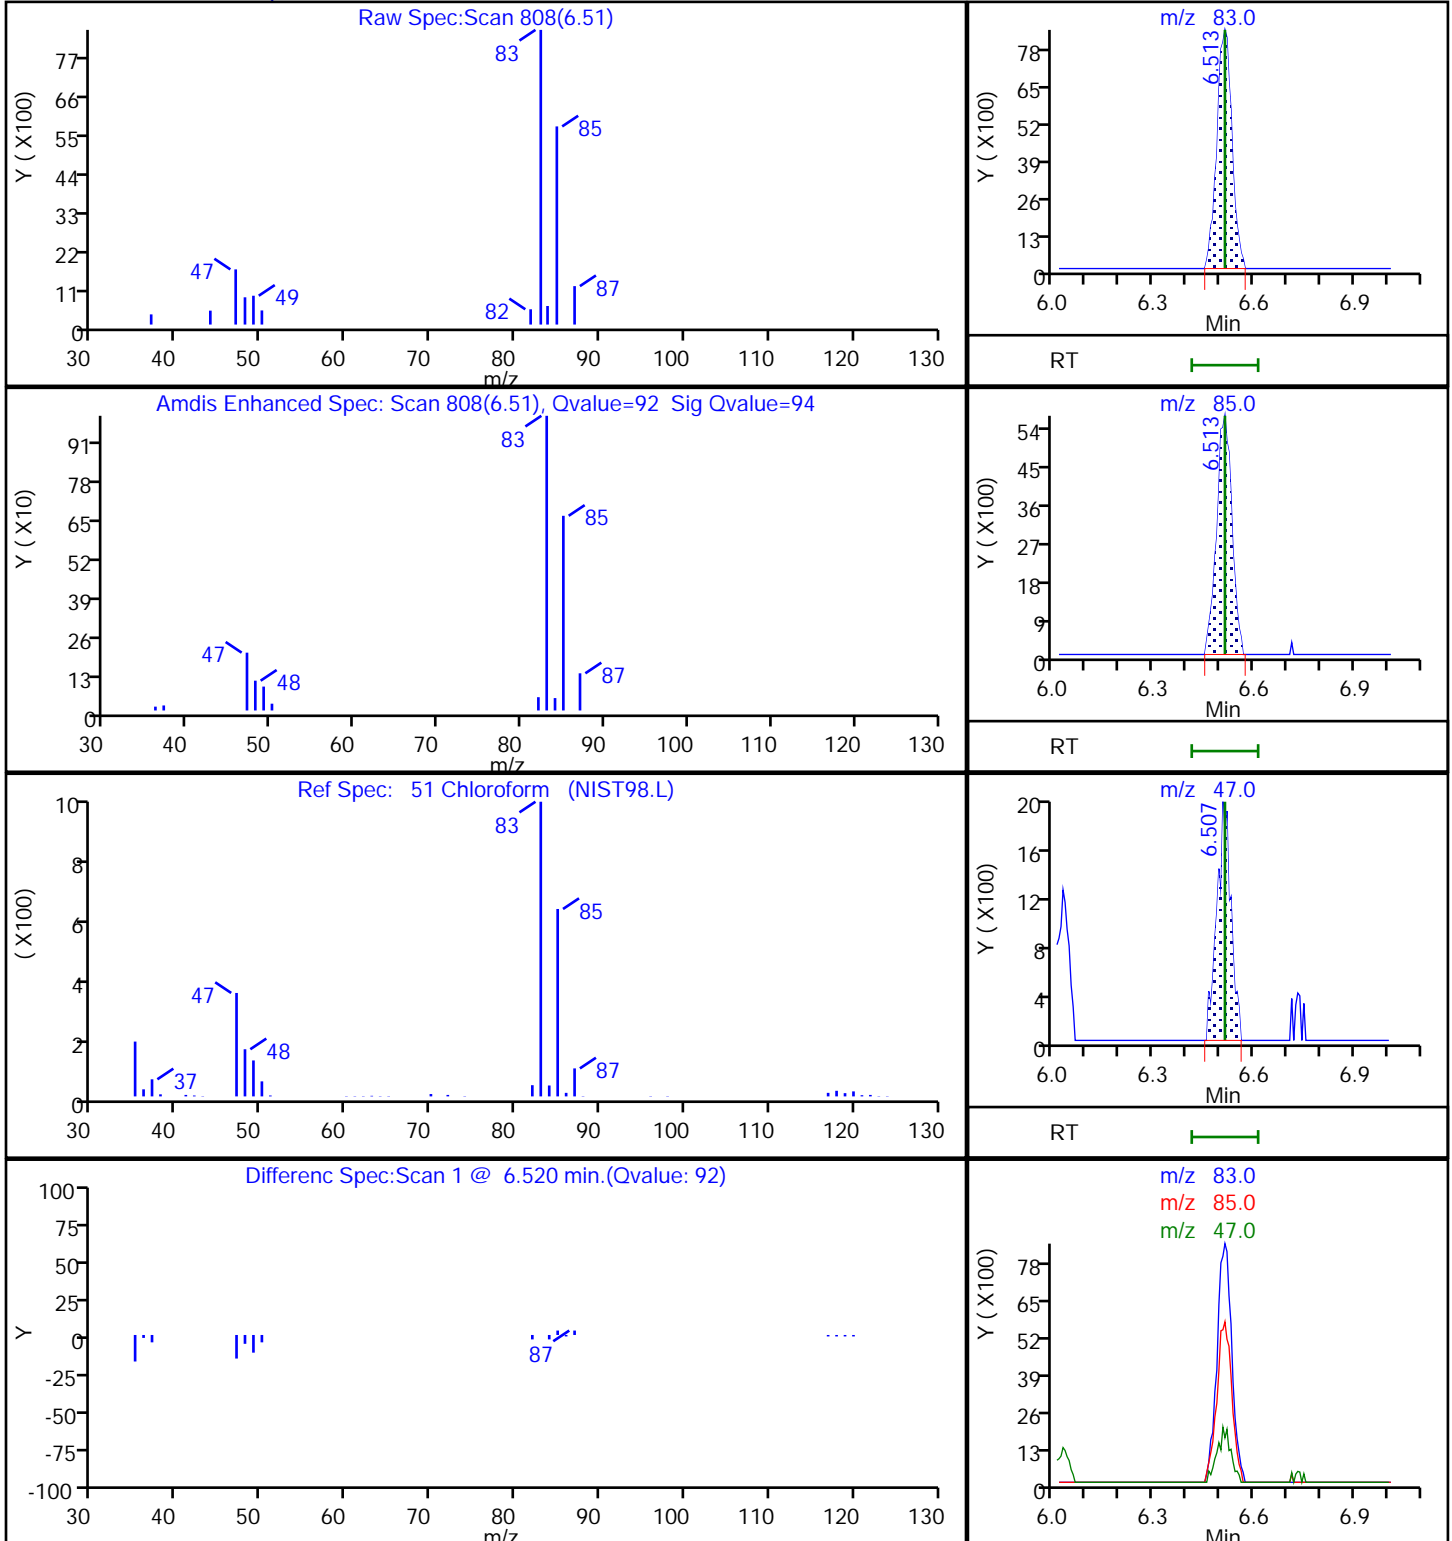 Raw Spec:Scan 808(6.51)
Y ( X100)
77
66
55
44
33
22
11
0
83
85
47
49
82
87
30 40 50 60 70 80 90 100 110 120 130
m/z
m/z 83.0
6.513
Y ( X100)
78
65
52
39
26
13
0
6.0 6.3 6.6 6.9
Min
RT
Amdis Enhanced Spec: Scan 808(6.51), Qvalue=92 Sig Qvalue=94
Y ( X10)
91
78
65
52
39
26
13
0
83
85
47
48
87
30 40 50 60 70 80 90 100 110 120 130
m/z
m/z 85.0
6.513
Y ( X100)
54
45
36
27
18
9
0
6.0 6.3 6.6 6.9
Min
RT
Ref Spec: 51 Chloroform (NIST98.L)
( X100)
10
8
6
4
2
0
83
85
47
48
37
87
30 40 50 60 70 80 90 100 110 120 130
m/z 47.0
6.507
Y ( X100)
20
16
12
8
4
0
6.0 6.3 6.6 6.9
Min
RT
Differenc Spec:Scan 1 @ 6.520 min.(Qvalue: 92)
Y
100
75
50
25
0
-25
-50
-75
-100
87
30 40 50 60 70 80 90 100 110 120 130
m/z
m/z 83.0
m/z 85.0
m/z 47.0
Y ( X100)
78
65
52
39
26
13
0
6.0 6.3 6.6 6.9
Min